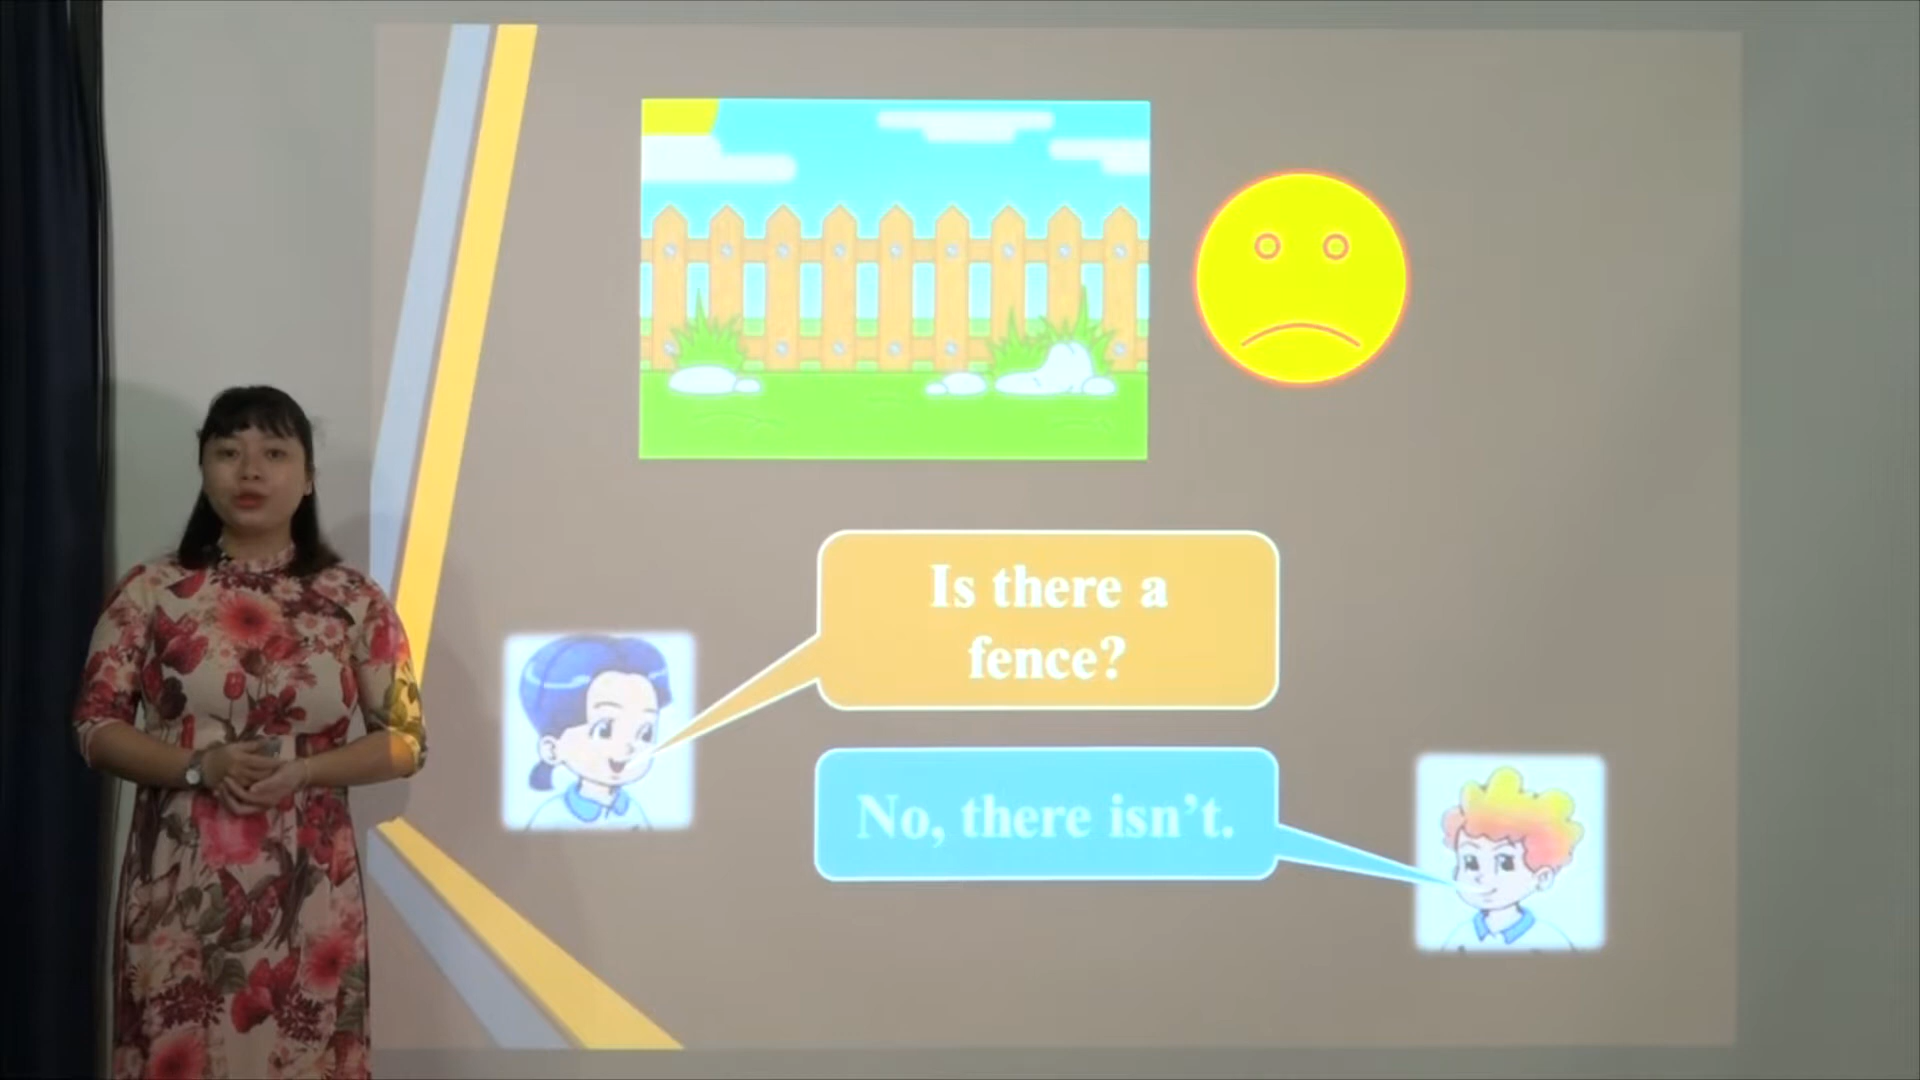 Is there a
fence?
No, there isn’t.